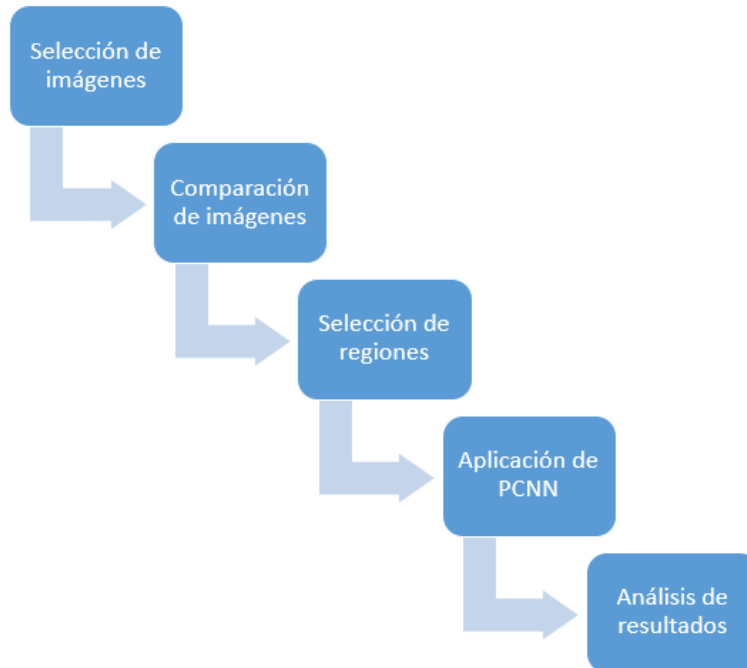 Selección de
imágenes
Comparación
de imágenes
Selección de
regiones
Aplicación de
PCNN
Análisis de
resultados